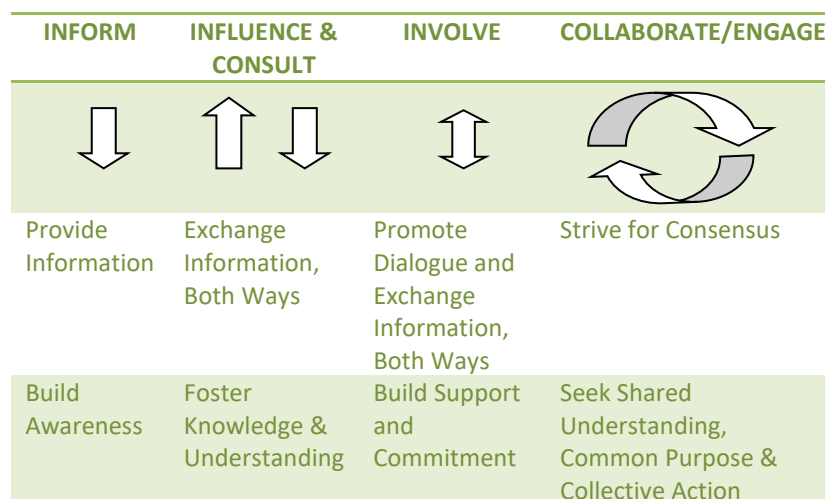 INFORM
INFLUENCE &
CONSULT
INVOLVE
COLLABORATE/ENGAGE
Provide
Information
Exchange
Information,
Both Ways
Promote
Dialogue and
Exchange
Information,
Both Ways
Strive for Consensus
Build
Awareness
Foster
Knowledge &
Understanding
Build Support
and
Commitment
Seek Shared
Understanding,
Common Purpose &
Collective Action